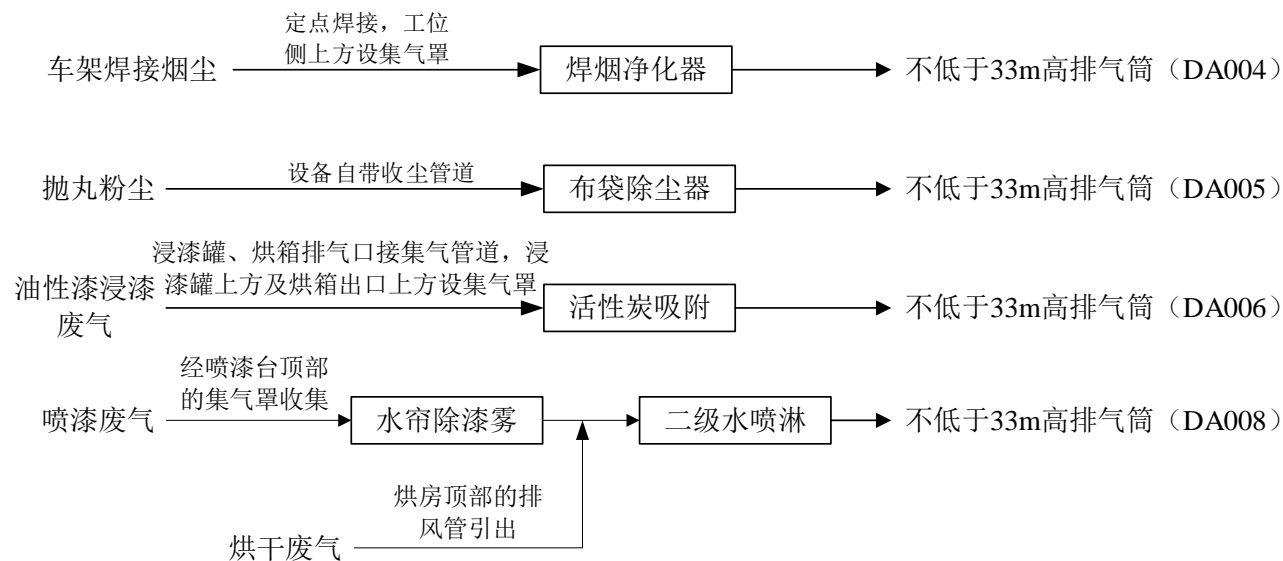 定点焊接，工位
侧上方设集气罩
车架焊接烟尘
焊烟净化器
不低于33m高排气筒（DA004）
抛丸粉尘
设备自带收尘管道
布袋除尘器
不低于33m高排气筒（DA005）
浸漆罐、烘箱排气口接集气管道，浸
漆罐上方及烘箱出口上方设集气罩
油性漆浸漆
废气
活性炭吸附
不低于33m高排气筒（DA006）
经喷漆台顶部
的集气罩收集
喷漆废气
水帘除漆雾
二级水喷淋
不低于33m高排气筒（DA008）
烘房顶部的排
风管引出
烘干废气